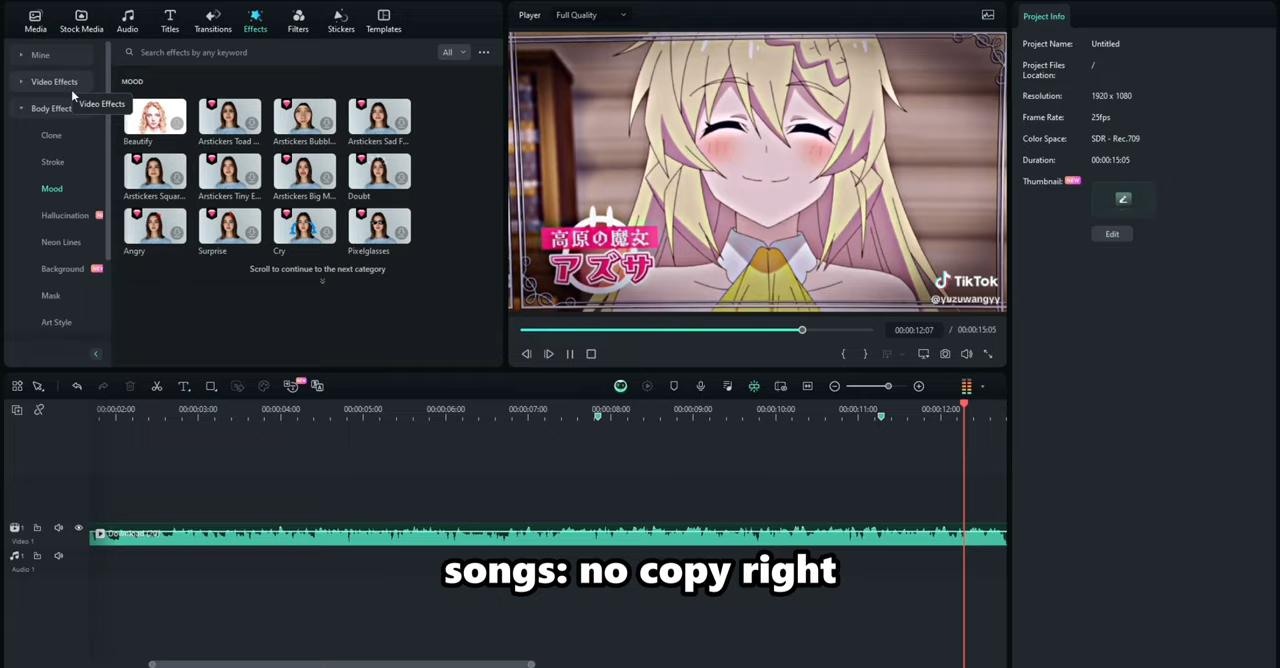 Media
Stock Media
Audio
Titles
Transitions
Effects
Filters
Stickers
Templates
Mine
Video Effects
Video Effects
Body Effect
Clone
Stroke
Mood
Hallucination
Neon Lines
Background
NEW
Mask
Art Style
Search effects by any keyword
All
MOOD
Beautify
Arstickers Toad ...
Arstickers Bubbl...
Arstickers Sad F...
Arstickers Squar...
Arstickers Tiny E...
Arstickers Big M...
Doubt
Angry
Surprise
Cry
Pixelglasses
Scroll to continue to the next category
Player
Full Quality
高原の魔女
アズサ
TikTok
@yuzuwangyy
00:00:12:07 / 00:00:15:05
Project Info
Project Name: Untitled
Project Files Location: /
Resolution: 1920 x 1080
Frame Rate: 25fps
Color Space: SDR - Rec.709
Duration: 00:00:15:05
Thumbnail: NEW
Edit
00:00:02:00
00:00:03:00
00:00:04:00
00:00:05:00
00:00:06:00
00:00:07:00
00:00:08:00
00:00:09:00
00:00:10:00
00:00:11:00
00:00:12:00
1
Video 1
1
Audio 1
songs: no copy right